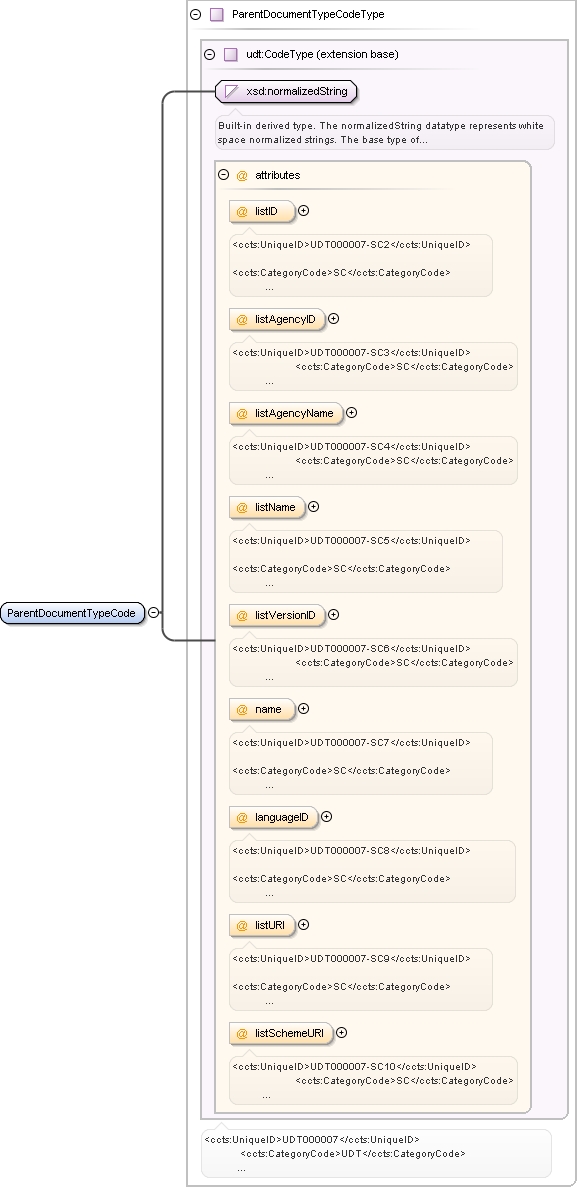 ParentDocumentTypeCodeType
udt:CodeType (extension base)
xsd:normalizedString
Built-in derived type. The normalizedString datatype represents white
space normalized strings. The base type of...
@ attributes
@ listID
<ccts:UniqueID>UDT000007-SC2</ccts:UniqueID>
<ccts:CategoryCode>SC</ccts:CategoryCode>
...
@ listAgencyID
<ccts:UniqueID>UDT000007-SC3</ccts:UniqueID>
<ccts:CategoryCode>SC</ccts:CategoryCode>
...
@ listAgencyName
<ccts:UniqueID>UDT000007-SC4</ccts:UniqueID>
<ccts:CategoryCode>SC</ccts:CategoryCode>
...
@ listName
<ccts:UniqueID>UDT000007-SC5</ccts:UniqueID>
<ccts:CategoryCode>SC</ccts:CategoryCode>
...
ParentDocumentTypeCode
@ listVersionID
<ccts:UniqueID>UDT000007-SC6</ccts:UniqueID>
<ccts:CategoryCode>SC</ccts:CategoryCode>
...
@ name
<ccts:UniqueID>UDT000007-SC7</ccts:UniqueID>
<ccts:CategoryCode>SC</ccts:CategoryCode>
...
@ languageID
<ccts:UniqueID>UDT000007-SC8</ccts:UniqueID>
<ccts:CategoryCode>SC</ccts:CategoryCode>
...
@ listURI
<ccts:UniqueID>UDT000007-SC9</ccts:UniqueID>
<ccts:CategoryCode>SC</ccts:CategoryCode>
...
@ listSchemeURI
<ccts:UniqueID>UDT000007-SC10</ccts:UniqueID>
<ccts:CategoryCode>SC</ccts:CategoryCode>
...
<ccts:UniqueID>UDT000007</ccts:UniqueID>
<ccts:CategoryCode>UDT</ccts:CategoryCode>
...